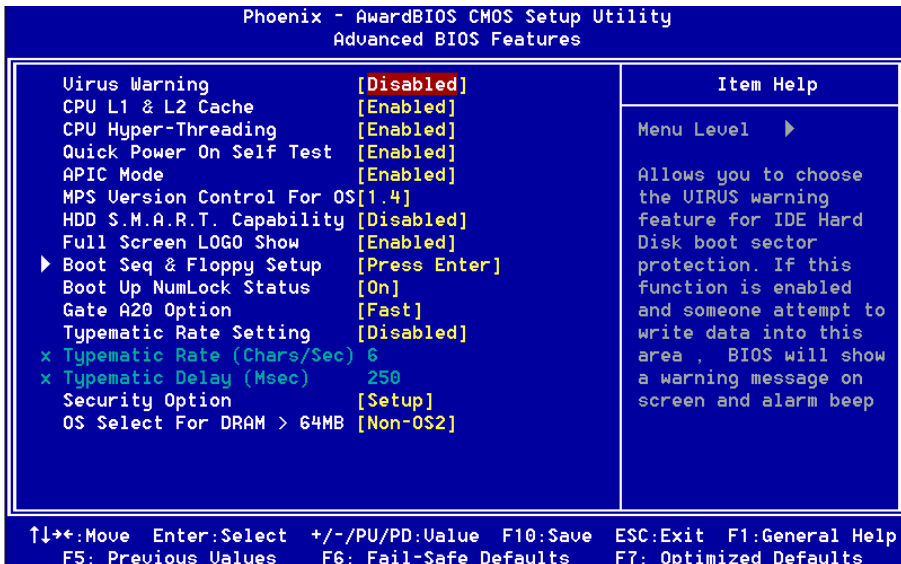 Phoenix - AwardBIOS CMOS Setup Utility
Advanced BIOS Features
Virus Warning [Disabled]
CPU L1 & L2 Cache [Enabled]
CPU Hyper-Threading [Enabled]
Quick Power On Self Test [Enabled]
APIC Mode [Enabled]
MPS Version Control For OS[1.4]
HDD S.M.A.R.T. Capability [Disabled]
Full Screen LOGO Show [Enabled]
Boot Seq & Floppy Setup [Press Enter]
Boot Up NumLock Status [On]
Gate A20 Option [Fast]
Typematic Rate Setting [Disabled]
x Typematic Rate (Chars/Sec) 6
x Typematic Delay (Msec) 250
Security Option [Setup]
OS Select For DRAM > 64MB [Non-OS2]
Item Help
Menu Level
Allows you to choose
the VIRUS warning
feature for IDE Hard
Disk boot sector
protection. If this
function is enabled
and someone attempt to
write data into this
area , BIOS will show
a warning message on
screen and alarm beep
↑↓→←:Move Enter:Select +/-/PU/PD:Value F10:Save ESC:Exit F1:General Help
F5: Previous Values F6: Fail-Safe Defaults F7: Optimized Defaults